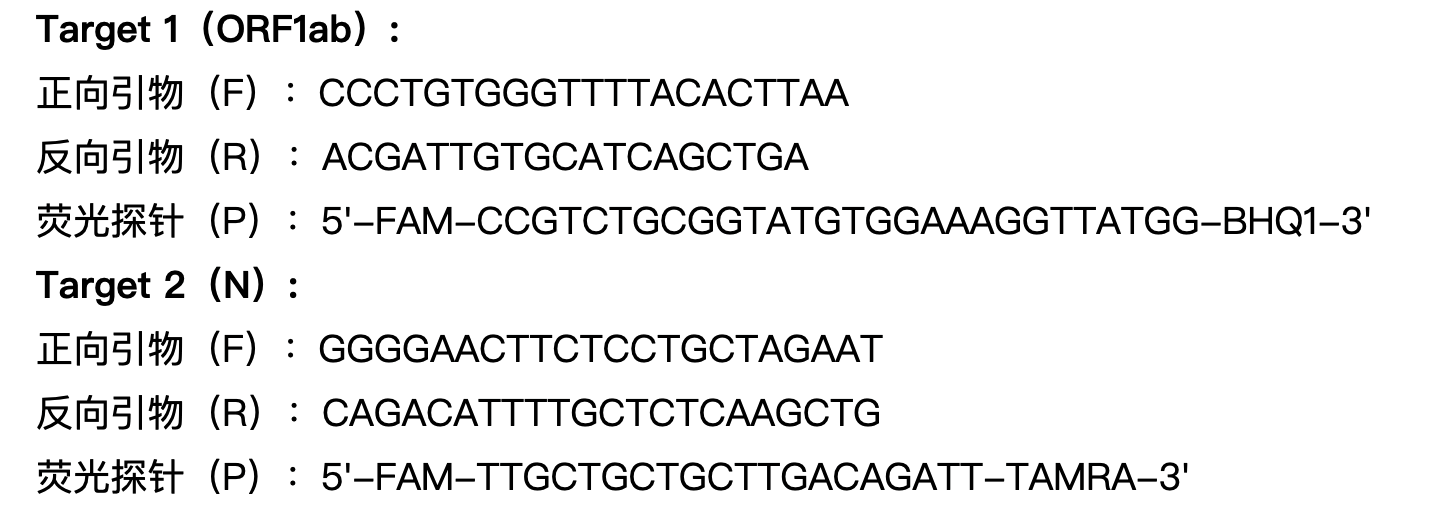 Target 1（ORF1ab）：
正向引物（F）：CCCTGTGGGTTTTACACTTAA
反向引物（R）：ACGATTGTGCATCAGCTGA
荧光探针（P）：5'-FAM-CCGTCTGCGGTATGTGGAAAGGTTATGG-BHQ1-3'
Target 2（N）：
正向引物（F）：GGGGAACTTCTCCTGCTAGAAT
反向引物（R）：CAGACATTTTGCTCTCAAGCTG
荧光探针（P）：5'-FAM-TTGCTGCTGCTTGACAGATT-TAMRA-3'